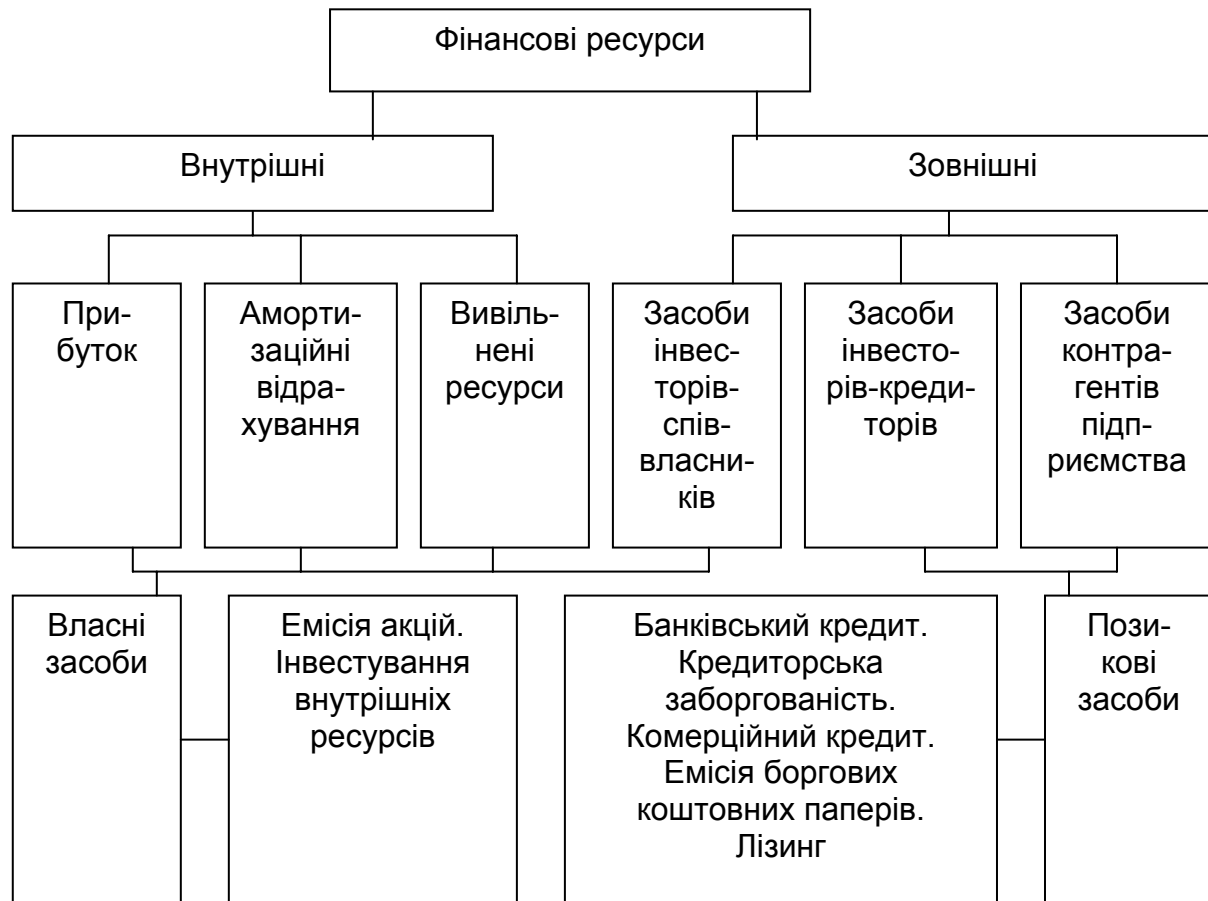 Фінансові ресурси
Внутрішні
Зовнішні
При-
буток
Аморти-
заційні
відра-
хування
Вивіль-
нені
ресурси
Засоби
інвес-
торів-
спів-
власни-
ків
Засоби
інвесто-
рів-креди-
торів
Засоби
контра-
гентів
підп-
риємства
Власні
засоби
Емісія акцій.
Інвестування
внутрішніх
ресурсів
Банківський кредит.
Кредиторська
заборгованість.
Комерційний кредит.
Емісія боргових
коштовних паперів.
Лізинг
Пози-
кові
засоби